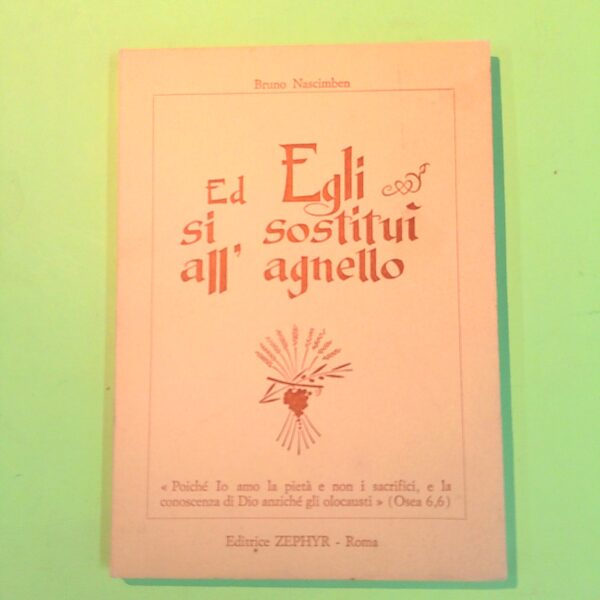 Bruno Nascimben
Ed Egli
si sostituì
all' agnello
« Poiché Io amo la pietà e non i sacrifici, e la
conoscenza di Dio anziché gli olocausti » (Osea 6,6)
Editrice ZEPHYR - Roma